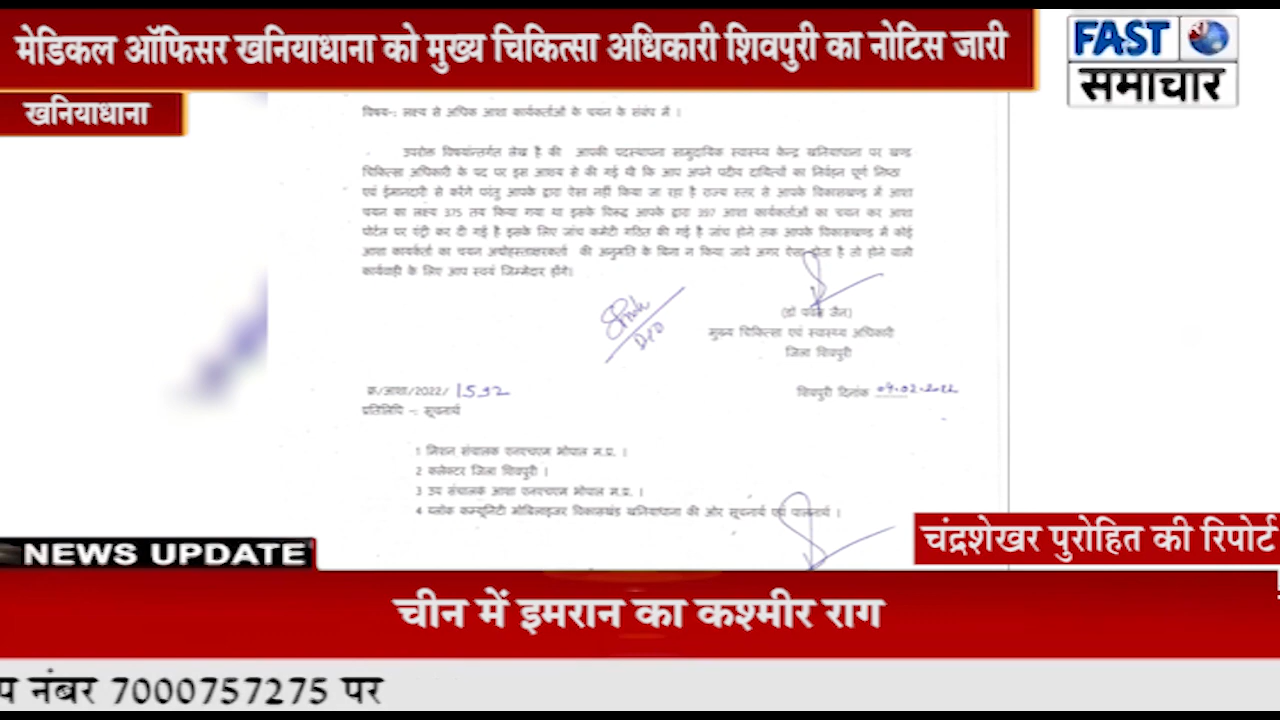 मेडिकल ऑफिसर खनियाधाना को मुख्य चिकित्सा अधिकारी शिवपुरी का नोटिस जारी
FAST
समाचार
खनियाधाना
विषय-: लक्ष्य से अधिक आशा कार्यकर्ताओं के चयन के संबंध में ।
उपरोक्त विषयांन्तर्गत लेख है की आपकी पदस्थापना सामुदायिक स्वास्थ्य केन्द्र खनियाधाना पर खण्ड
चिकित्सा अधिकारी के पद पर इस आशय से की गई थी कि आप अपने पदीय दायित्वों का निर्वहन पूर्ण निष्ठा
एवं ईमानदारी से करेंगे परंतु आपके द्वारा ऐसा नहीं किया जा रहा है राज्य स्तर से आपके विकासखण्ड में आशा
चयन का लक्ष्य 375 तय किया गया था इसके विरूद्ध आपके द्वारा 397 आशा कार्यकर्ताओं का चयन कर आशा
पोर्टल पर एंट्री कर दी गई है इसके लिए जांच कमेटी गठित की गई है जांच होने तक आपके विकासखण्ड में कोई
आशा कार्यकर्ता का चयन अधोहस्ताक्षरकर्ता की अनुमति के बिना न किया जावे अगर ऐसा होता है तो होने वाली
कार्यवाही के लिए आप स्वयं जिम्मेदार होंगे।
(डॉ पवन जैन)
मुख्य चिकित्सा एवं स्वास्थ्य अधिकारी
जिला शिवपुरी
क्र/आशा/2022/ 1592
शिवपुरी दिनांक 09.02.2022
प्रतिलिपि -: सूचनार्थ
1 मिशन संचालक एनएचएम भोपाल म.प्र. ।
2 कलेक्टर जिला शिवपुरी ।
3 उप संचालक आशा एनएचएम भोपाल म.प्र. ।
4 ब्लोक कम्यूनिटी मोबिलाइजर विकासखंड खनियाधाना की ओर सूचनार्थ एवं पालनार्थ ।
चंद्रशेखर पुरोहित की रिपोर्ट
NEWS UPDATE
चीन में इमरान का कश्मीर राग
प नंबर 7000757275 पर